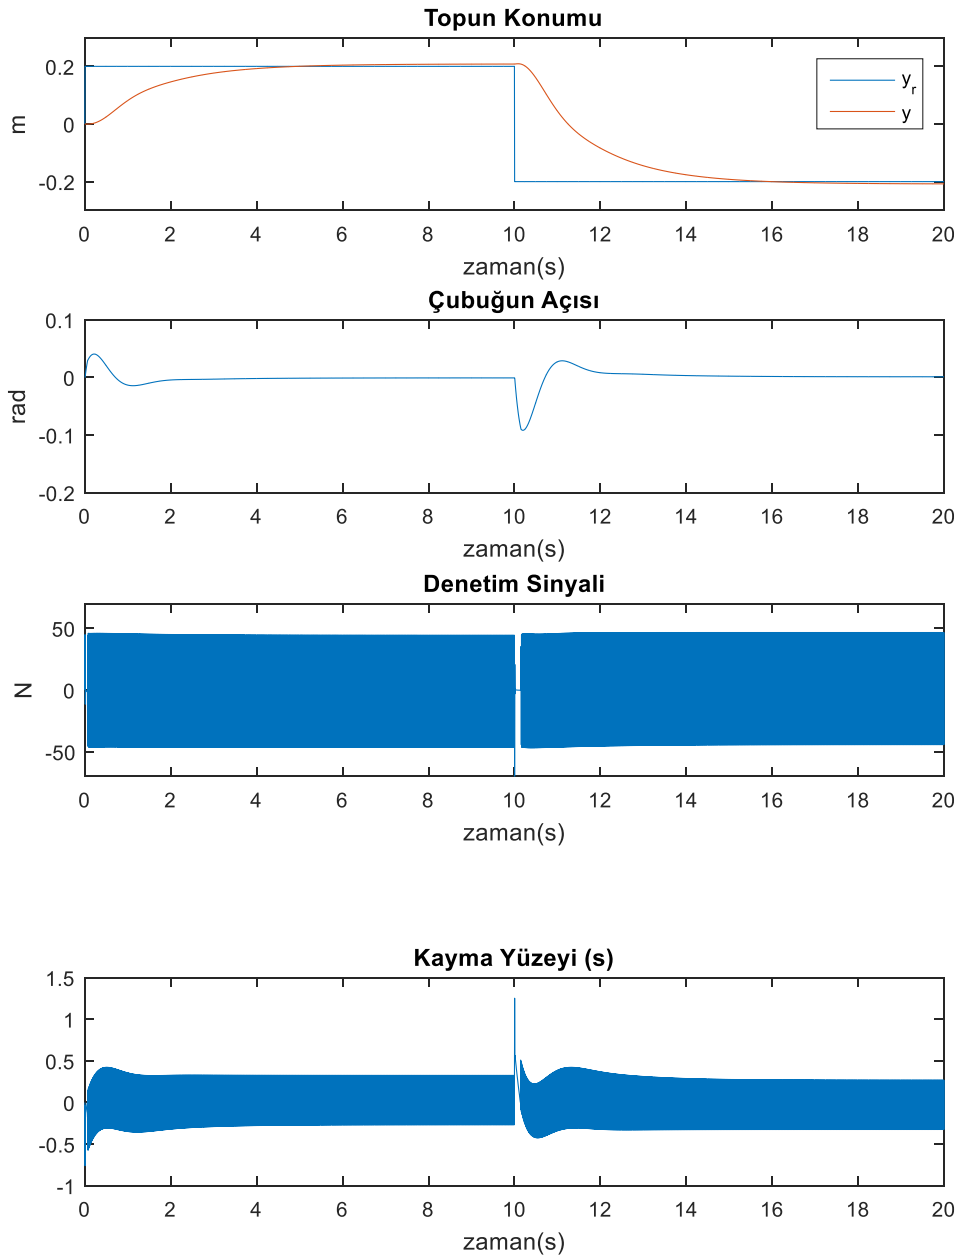 Topun Konumu
0.2
0
-0.2
m
y_r
y
0 2 4 6 8 10 12 14 16 18 20
zaman(s)
Çubuğun Açısı
0.1
0
-0.1
-0.2
rad
0 2 4 6 8 10 12 14 16 18 20
zaman(s)
Denetim Sinyali
50
0
-50
N
0 2 4 6 8 10 12 14 16 18 20
zaman(s)
Kayma Yüzeyi (s)
1.5
1
0.5
0
-0.5
-1
0 2 4 6 8 10 12 14 16 18 20
zaman(s)